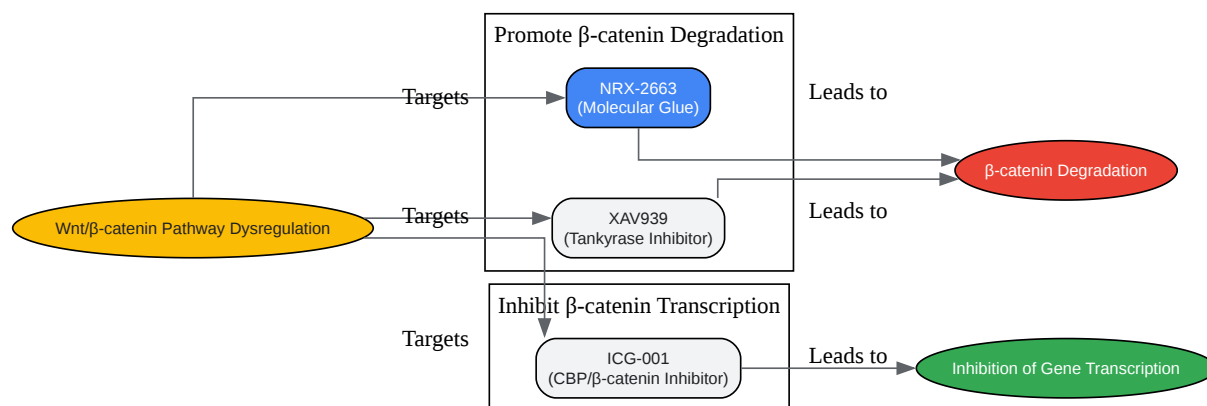 Promote β-catenin Degradation
NRX-2663
(Molecular Glue)
Targets
Leads to
β-catenin Degradation
XAV939
(Tankyrase Inhibitor)
Targets
Leads to
Wnt/β-catenin Pathway Dysregulation
Inhibit β-catenin Transcription
Targets
ICG-001
(CBP/β-catenin Inhibitor)
Leads to
Inhibition of Gene Transcription